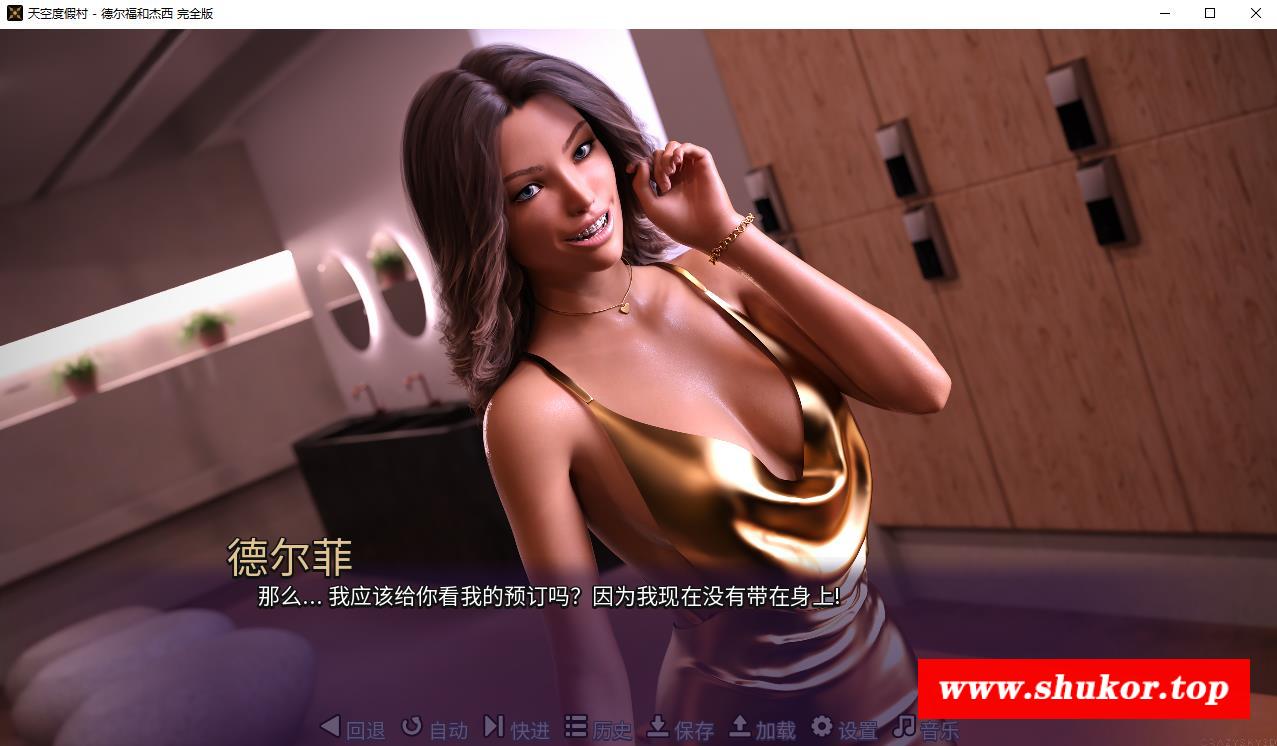 天空度假村 - 德尔福和杰西 完全版
德尔菲
那么... 我应该给你看我的预订吗？因为我现在没有带在身上!
www.shukor.top
回退 自动 快进 历史 保存 加载 设置 音乐
CRAZYSKY3D